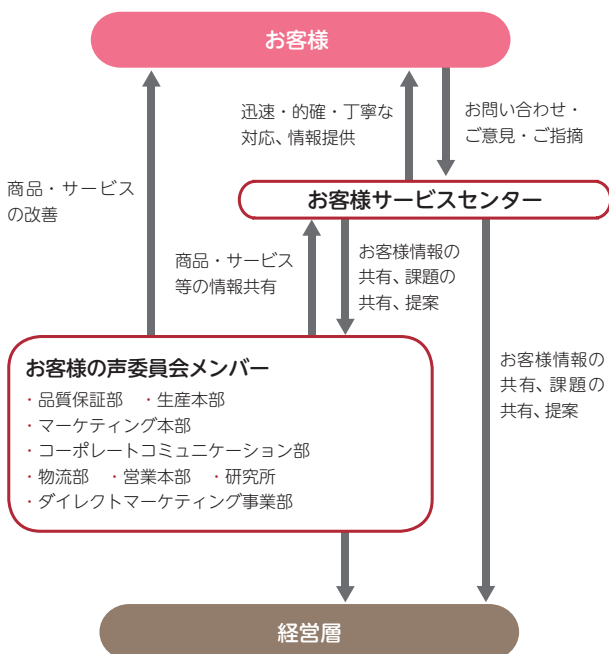 お客様
迅速・的確・丁寧な
対応、情報提供
お問い合わせ・
ご意見・ご指摘
商品・サービス
の改善
お客様サービスセンター
商品・サービス
等の情報共有
お客様情報の
共有、課題の
共有、提案
お客様の声委員会メンバー
・品質保証部 ・生産本部
・マーケティング本部
・コーポレートコミュニケーション部
・物流部 ・営業本部 ・研究所
・ダイレクトマーケティング事業部
お客様情報の
共有、課題の
共有、提案
経営層